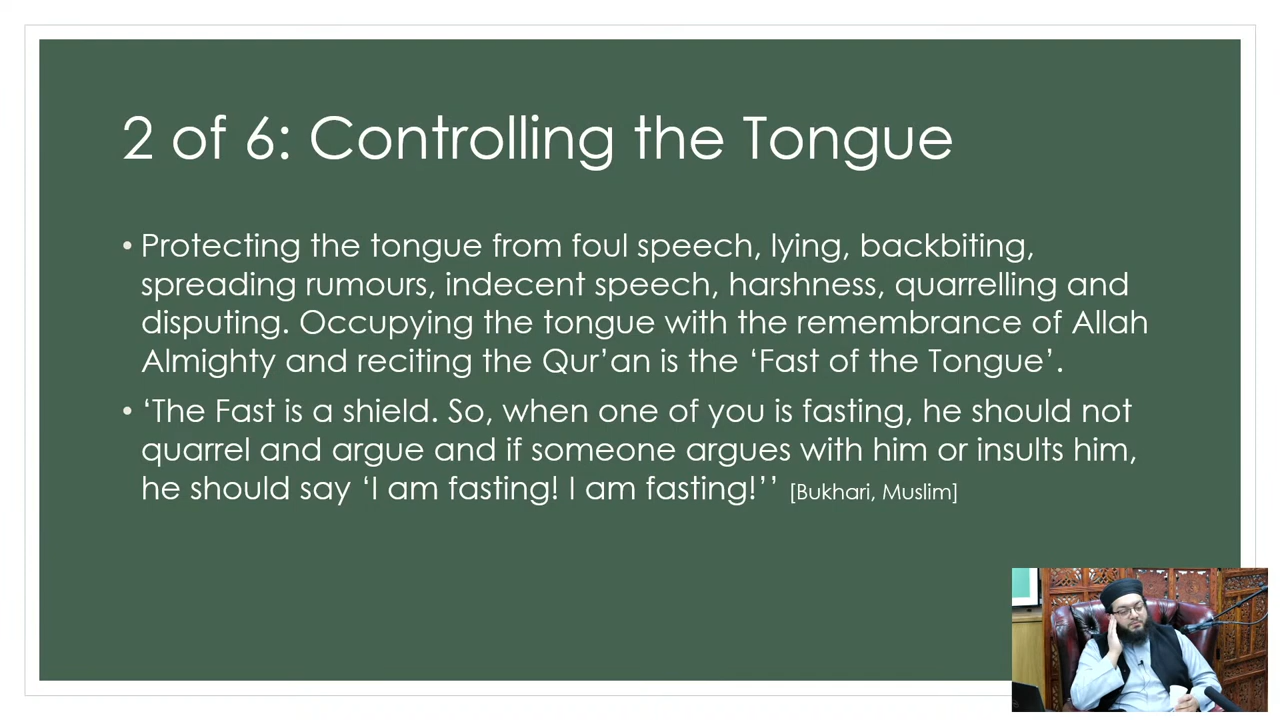 2 of 6: Controlling the Tongue
• Protecting the tongue from foul speech, lying, backbiting,
spreading rumours, indecent speech, harshness, quarrelling and
disputing. Occupying the tongue with the remembrance of Allah
Almighty and reciting the Qur’an is the ‘Fast of the Tongue’.
• ‘The Fast is a shield. So, when one of you is fasting, he should not
quarrel and argue and if someone argues with him or insults him,
he should say ‘I am fasting! I am fasting!’’ [Bukhari, Muslim]